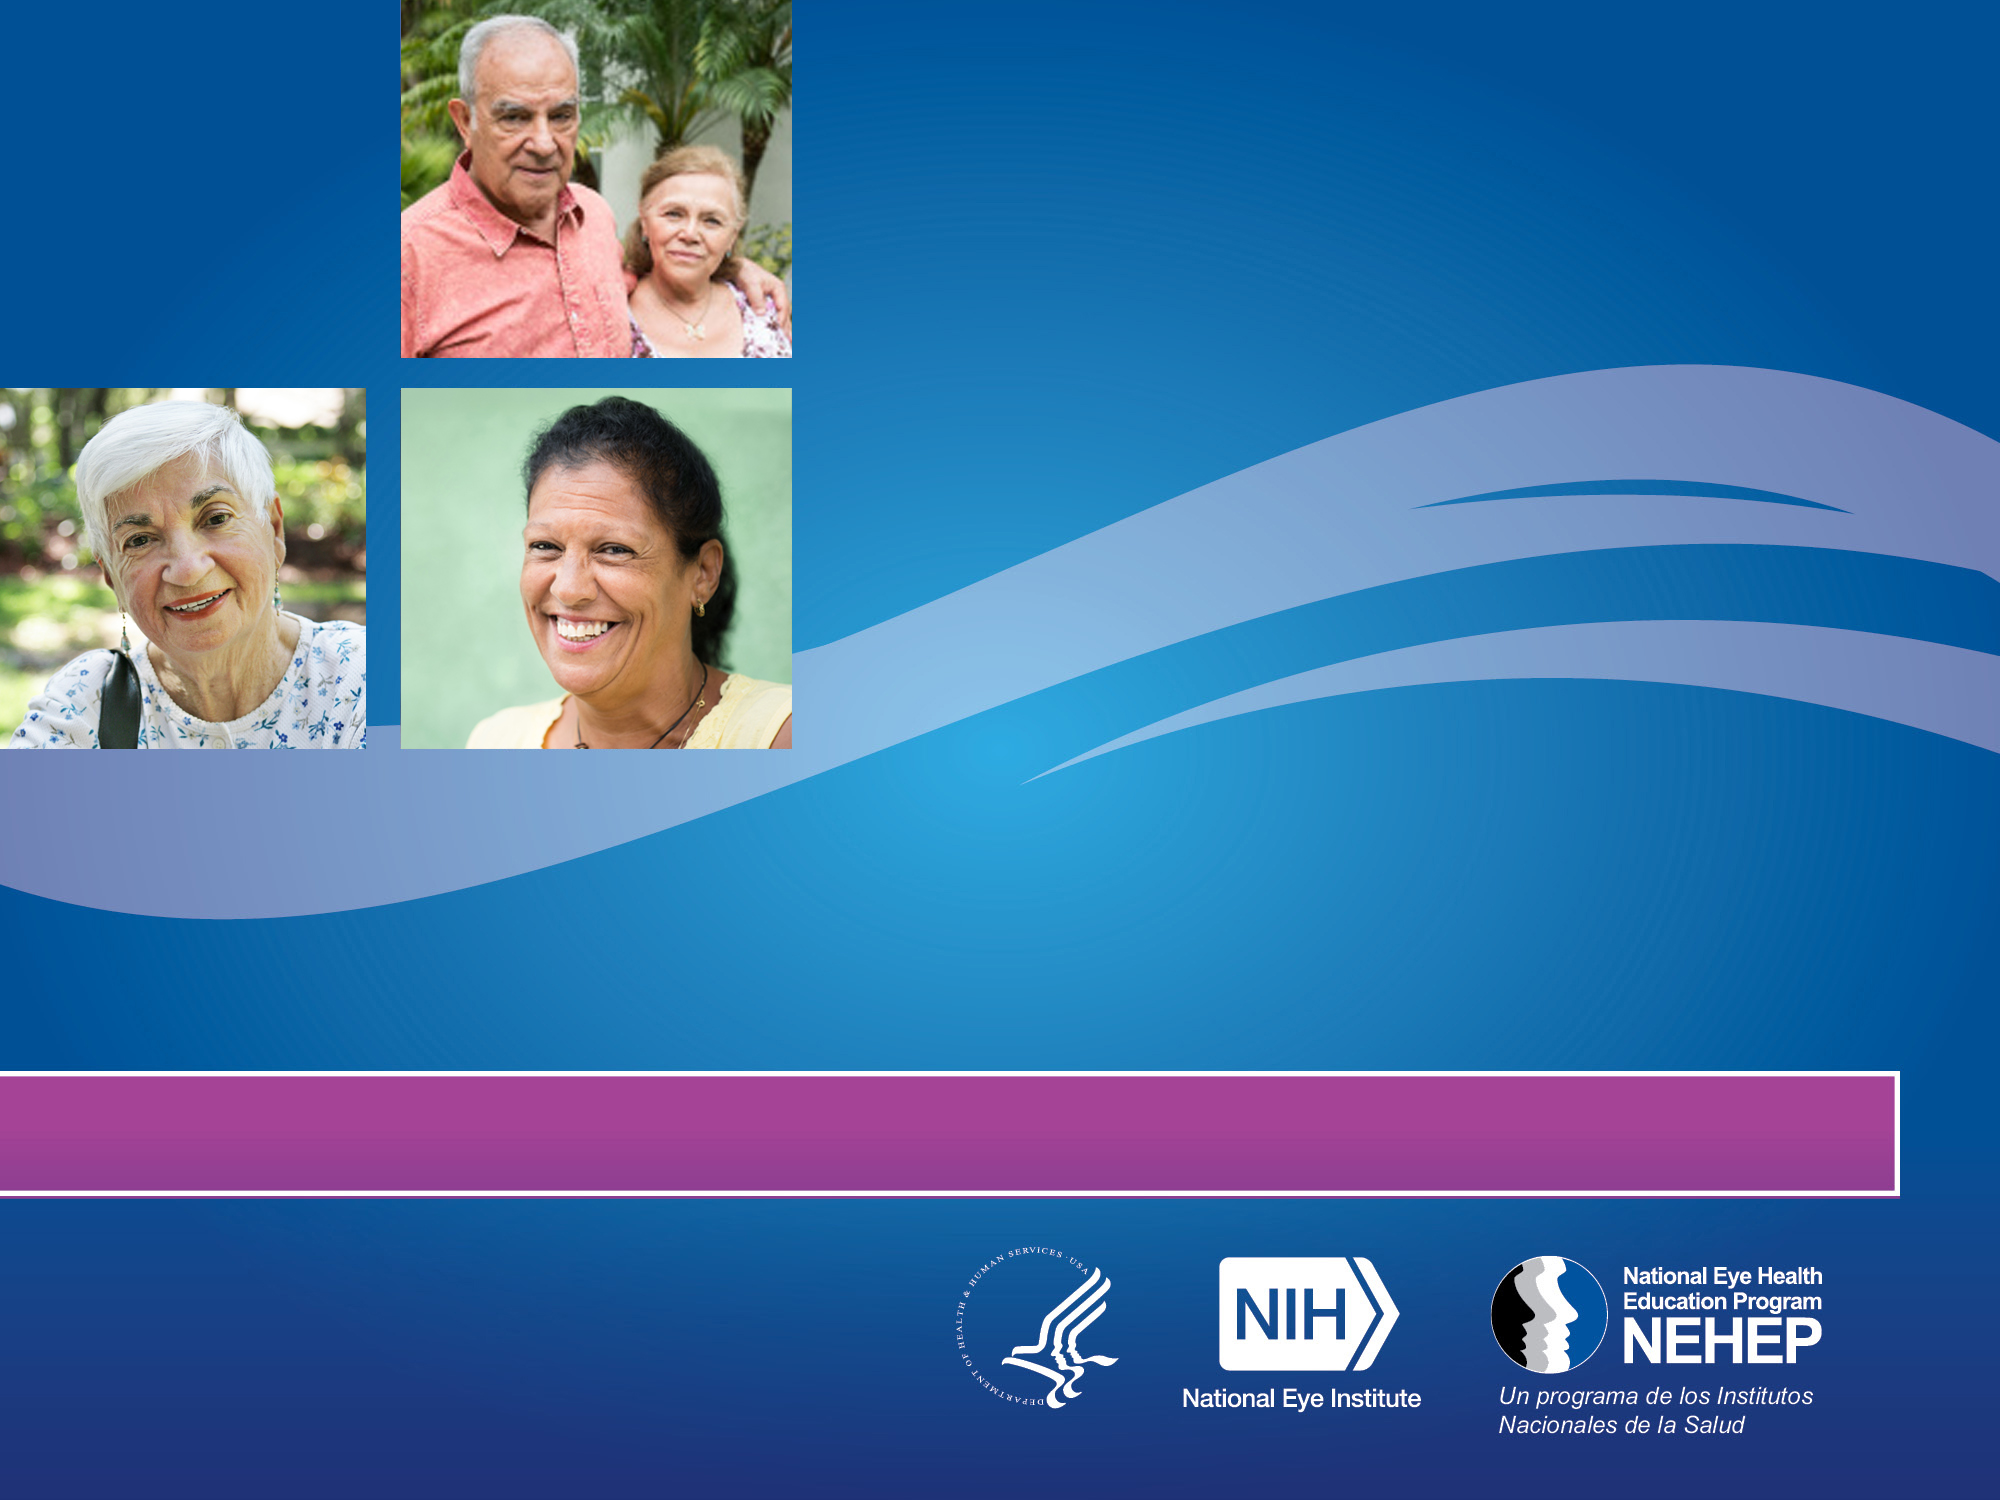 DEPARTMENT OF HEALTH & HUMAN SERVICES · USA
NIH
National Eye Institute
National Eye Health
Education Program
NEHEP
Un programa de los Institutos
Nacionales de la Salud